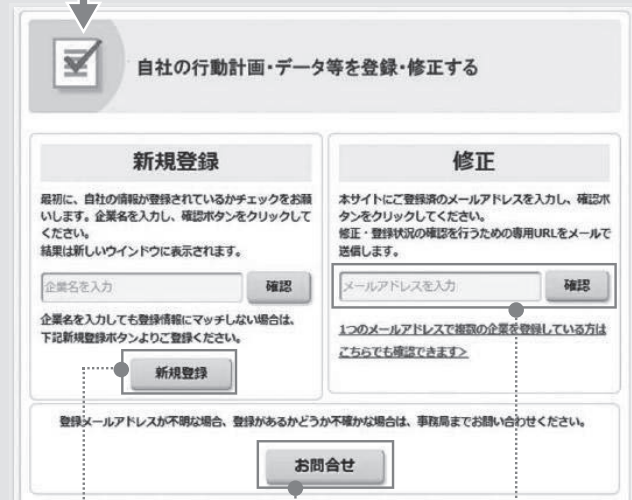 自社の行動計画・データ等を登録・修正する
新規登録
最初に、自社の情報が登録されているかチェックをお願
いします。企業名を入力し、確認ボタンをクリックして
ください。
結果は新しいウインドウに表示されます。
企業名を入力
確認
企業名を入力しても登録情報にマッチしない場合は、
下記新規登録ボタンよりご登録ください。
新規登録
修正
本サイトにご登録済のメールアドレスを入力し、確認ボ
タンをクリックしてください。
修正・登録状況の確認を行うための専用URLをメールで
送信します。
メールアドレスを入力
確認
1つのメールアドレスで複数の企業を登録している方は
こちらでも確認できます>
登録メールアドレスが不明な場合、登録があるかどうか不確かな場合は、事務局までお問い合わせください。
お問合せ